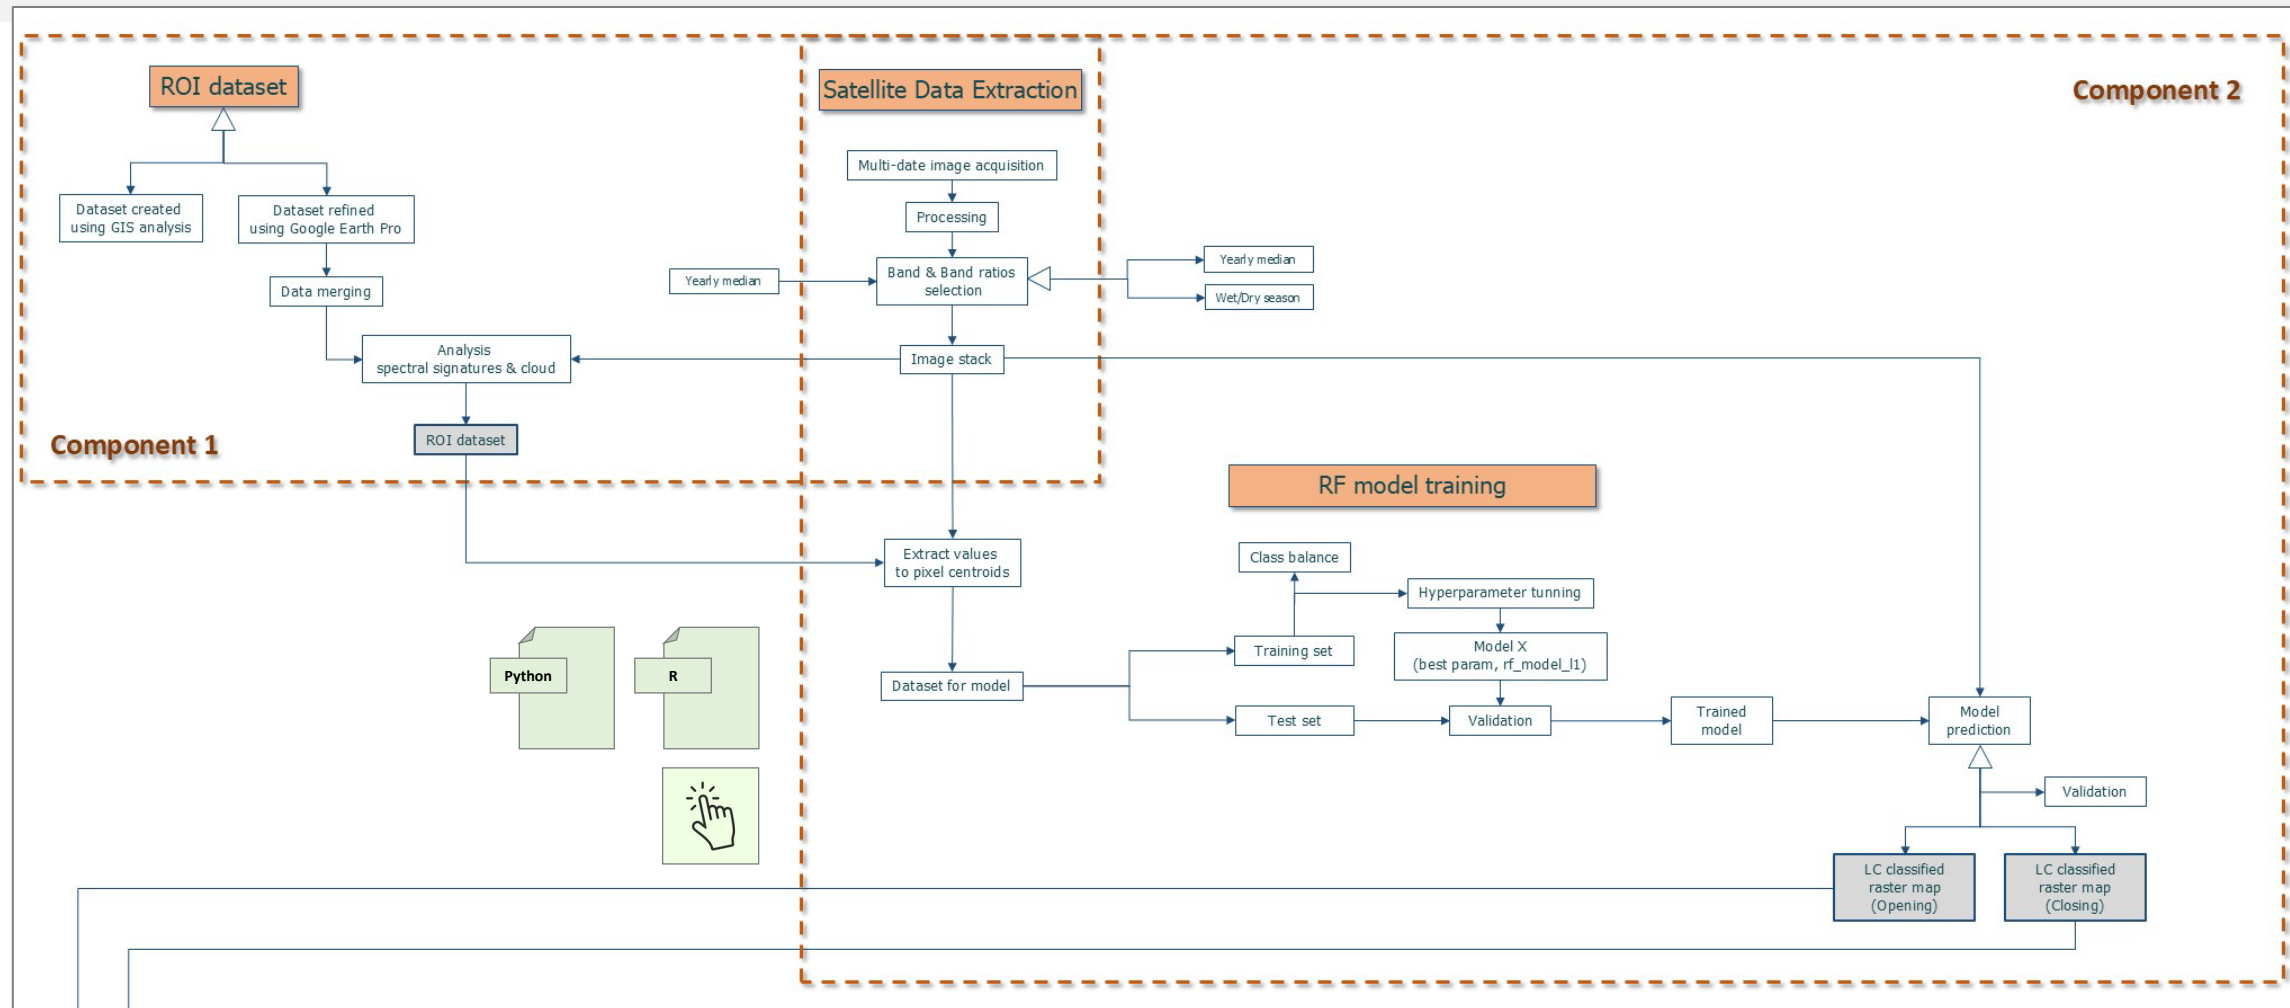 ROI dataset
Dataset created
using GIS analysis
Dataset refined
using Google Earth Pro
Data merging
Analysis
spectral signatures & cloud
ROI dataset
Component 1
Satellite Data Extraction
Multi-date image acquisition
Processing
Yearly median
Band & Band ratios
selection
Yearly median
Wet/Dry season
Image stack
Component 2
Extract values
to pixel centroids
Dataset for model
RF model training
Class balance
Hyperparameter tunning
Training set
Model X
(best param, rf_model_l1)
Test set
Validation
Trained
model
Model
prediction
Validation
LC classified
raster map
(Opening)
LC classified
raster map
(Closing)
Python
R